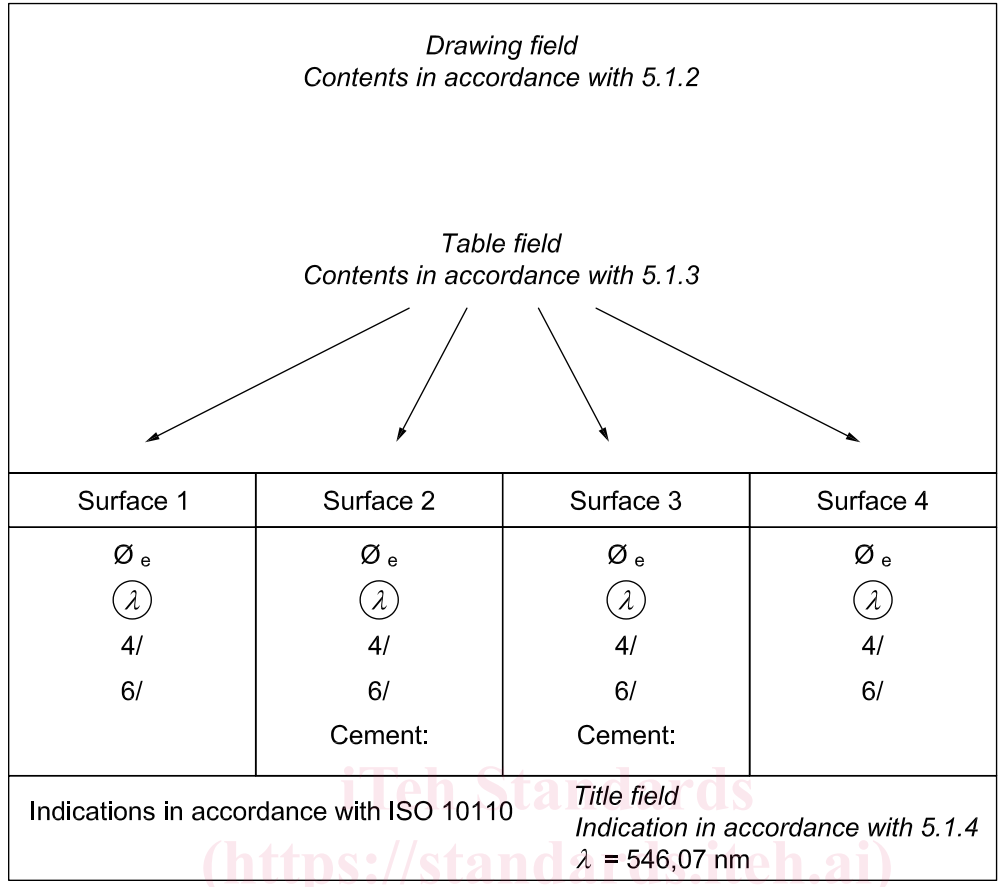 Drawing field
Contents in accordance with 5.1.2
Table field
Contents in accordance with 5.1.3
Surface 1 Surface 2 Surface 3 Surface 4
Ø e Ø e Ø e Ø e
λ λ λ λ
4/ 4/ 4/ 4/
6/ 6/ 6/ 6/
Cement: Cement:
iTeh Standards
Indications in accordance with ISO 10110
Title field
Indication in accordance with 5.1.4
λ = 546,07 nm
(https://standards.iteh.ai)